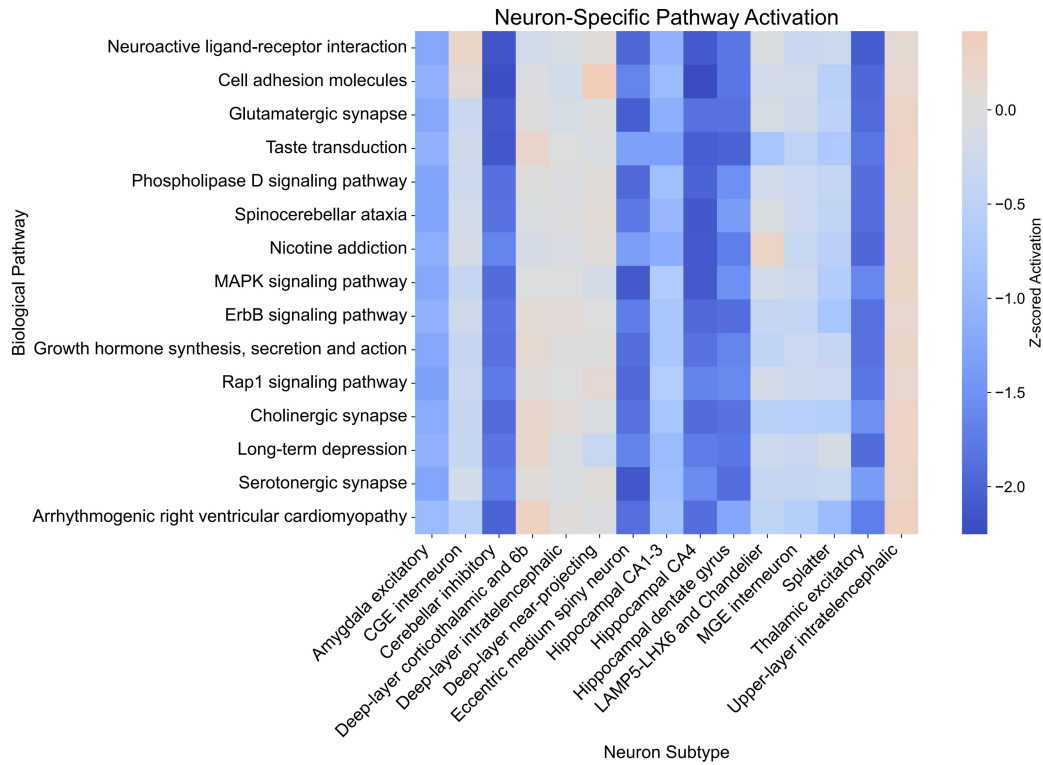 Neuron-Specific Pathway Activation
Neuroactive ligand-receptor interaction
Cell adhesion molecules
Glutamatergic synapse
Taste transduction
Phospholipase D signaling pathway
Spinocerebellar ataxia
Nicotine addiction
MAPK signaling pathway
ErbB signaling pathway
Growth hormone synthesis, secretion and action
Rap1 signaling pathway
Cholinergic synapse
Long-term depression
Serotonergic synapse
Arrhythmogenic right ventricular cardiomyopathy
Biological Pathway
Amygdala excitatory
CGE interneuron
Cerebellar inhibitory
Deep-layer corticothalamic and 6b
Deep-layer intratelencephalic
Deep-layer near-projecting
Eccentric medium spiny neuron
Hippocampal CA1-3
Hippocampal CA4
Hippocampal dentate gyrus
LAMP5-LHX6 and Chandelier
MGE interneuron
Splatter
Thalamic excitatory
Upper-layer intratelencephalic
Neuron Subtype
0.0
−0.5
−1.0
−1.5
−2.0
Z-scored Activation